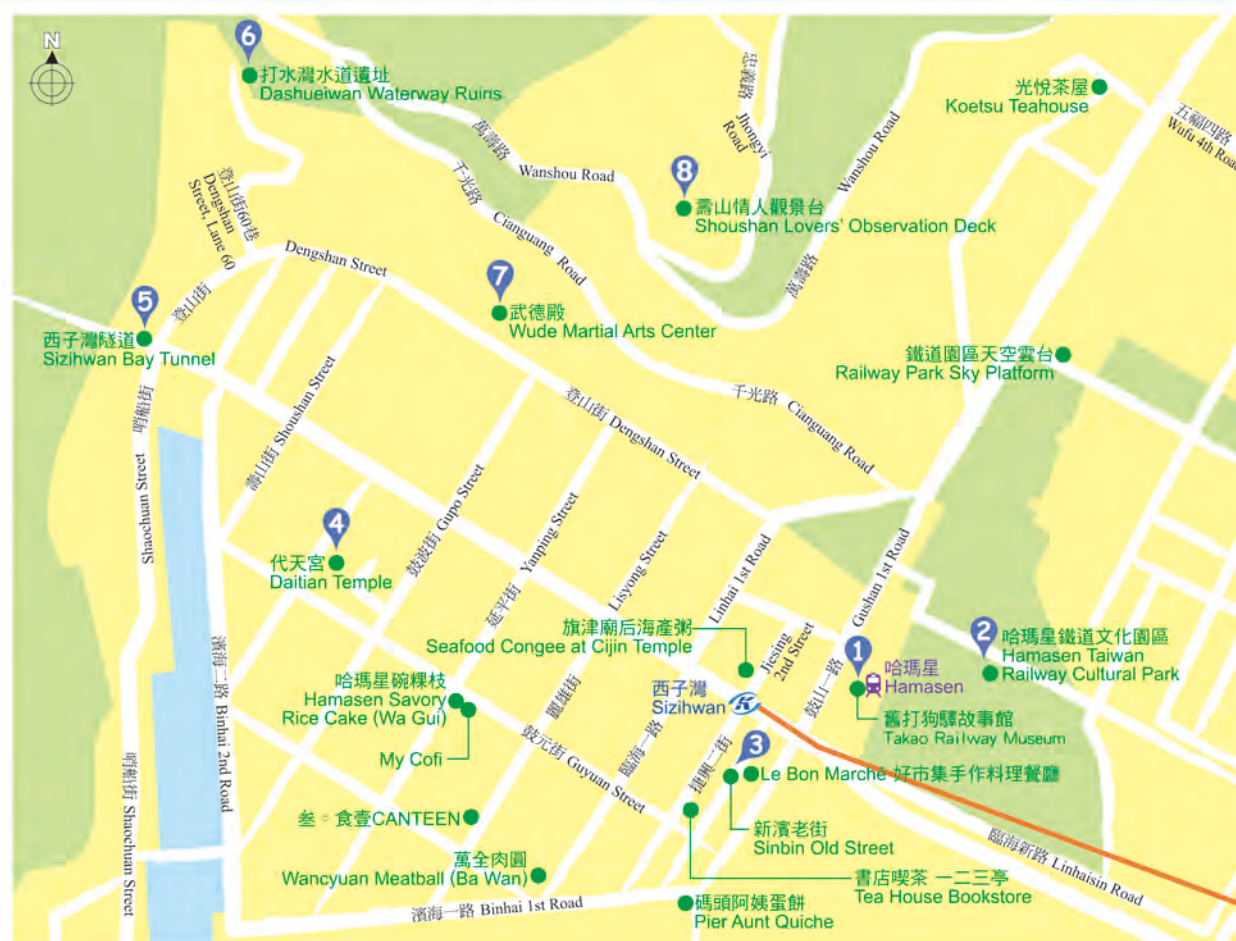 N
6
打水灣水道遺址
Dashueiwan Waterway Ruins
忠義路
Jhongyi
Road
光悅茶屋
Koetsu Teahouse
五福四路
Wufu 4th Road
萬壽路
Wanshou Road
Wanshou Road
萬壽路
千光路
Cianguang Road
8
壽山情人觀景台
Shoushan Lovers' Observation Deck
登山街60巷
Dengshan
Street, Lane 60
Dengshan Street
登山街
7
武德殿
Wude Martial Arts Center
5
西子灣隧道
Sizihwan Bay Tunnel
鐵道園區天空雲台
Railway Park Sky Platform
千光路 Cianguang Road
登山街 Dengshan Street
哨船街
Shaochuan Street
壽山街 Shoushan Street
鼓波街 Gupo Street
延平街 Yanping Street
Lisyong Street
麗雄街
Linhai 1st Road
臨海一路
Gushan 1st Road
鼓山一路
4
代天宮
Daitian Temple
旗津廟后海產粥
Seafood Congee at Cijin Temple
Jiesing
2nd Street
捷興二街
1
哈瑪星
Hamasen
2
哈瑪星鐵道文化園區
Hamasen Taiwan
Railway Cultural Park
西子灣
Sizihwan
K
舊打狗驛故事館
Takao Railway Museum
哈瑪星碗粿枝
Hamasen Savory
Rice Cake (Wa Gui)
My Cofi
鼓元街 Guyuan Street
3
Le Bon Marche 好市集手作料理餐廳
濱海二路 Binhai 2nd Road
哨船街 Shaochuan Street
叁。食壹CANTEEN
新濱老街
Sinbin Old Street
臨海新路 Linhaisin Road
萬全肉圓
Wancyuan Meatball (Ba Wan)
書店喫茶 一二三亭
Tea House Bookstore
濱海一路 Binhai 1st Road
碼頭阿姨蛋餅
Pier Aunt Quiche